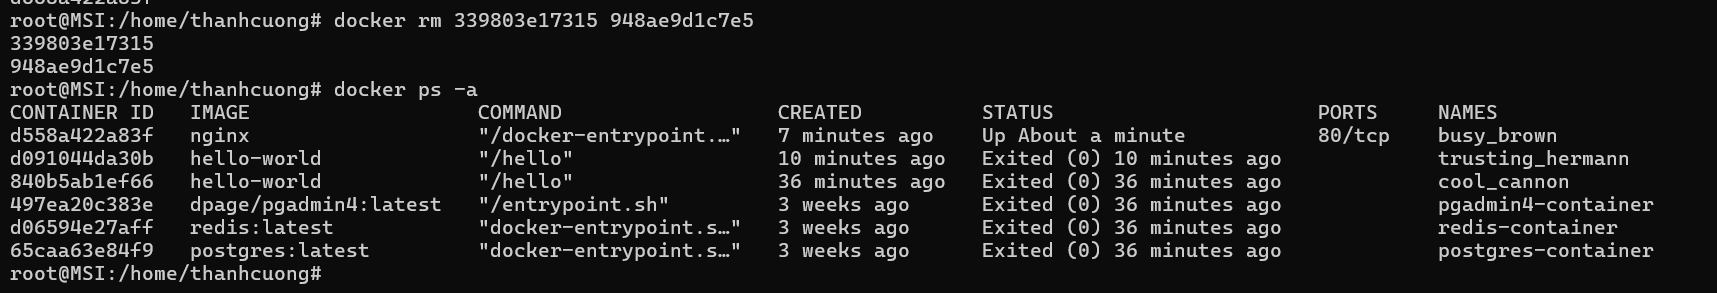 root@MSI:/home/thanhcuong# docker rm 339803e17315 948ae9d1c7e5
339803e17315
948ae9d1c7e5
root@MSI:/home/thanhcuong# docker ps -a
CONTAINER ID   IMAGE                   COMMAND                  CREATED          STATUS                      PORTS     NAMES
d558a422a83f   nginx                   "/docker-entrypoint.…"   7 minutes ago    Up About a minute           80/tcp    busy_brown
d091044da30b   hello-world             "/hello"                 10 minutes ago   Exited (0) 10 minutes ago             trusting_hermann
840b5ab1ef66   hello-world             "/hello"                 36 minutes ago   Exited (0) 36 minutes ago             cool_cannon
497ea20c383e   dpage/pgadmin4:latest   "/entrypoint.sh"         3 weeks ago      Exited (0) 36 minutes ago             pgadmin4-container
d06594e27aff   redis:latest            "docker-entrypoint.s…"   3 weeks ago      Exited (0) 36 minutes ago             redis-container
65caa63e84f9   postgres:latest         "docker-entrypoint.s…"   3 weeks ago      Exited (0) 36 minutes ago             postgres-container
root@MSI:/home/thanhcuong#